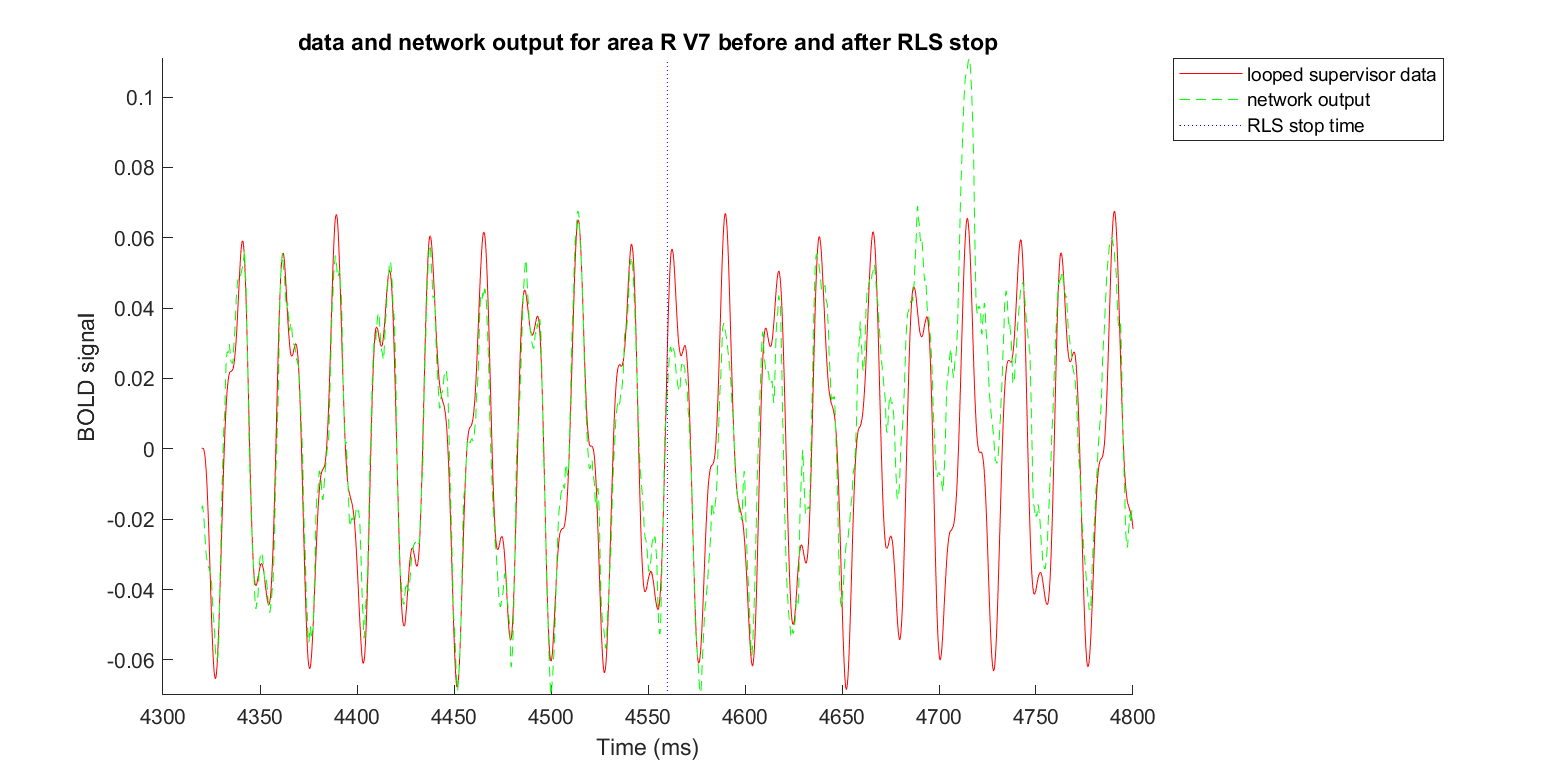 data and network output for area R V7 before and after RLS stop
looped supervisor data
network output
RLS stop time
0.1
0.08
0.06
0.04
0.02
0
-0.02
-0.04
-0.06
BOLD signal
4300 4350 4400 4450 4500 4550 4600 4650 4700 4750 4800
Time (ms)